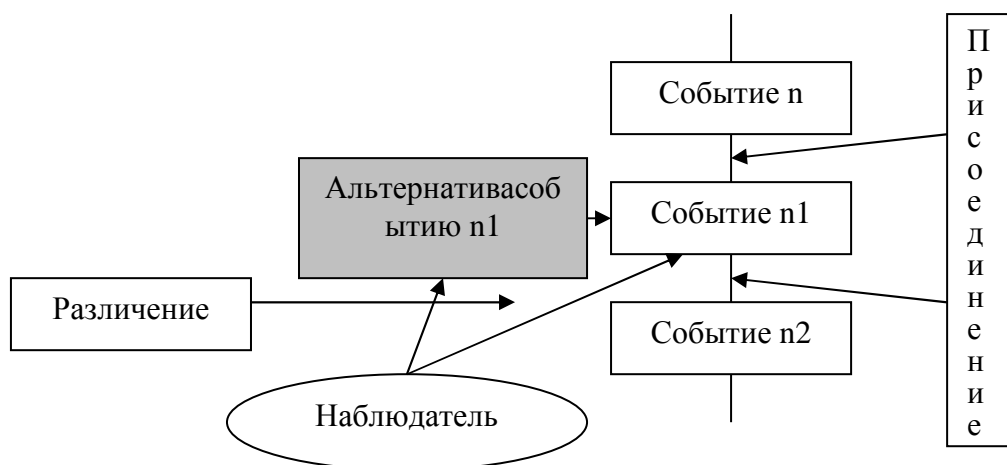 Событие n
Альтернативасоб
ытию n1
Событие n1
Различение
Событие n2
Наблюдатель
П
р
и
с
о
е
д
и
н
е
н
и
е